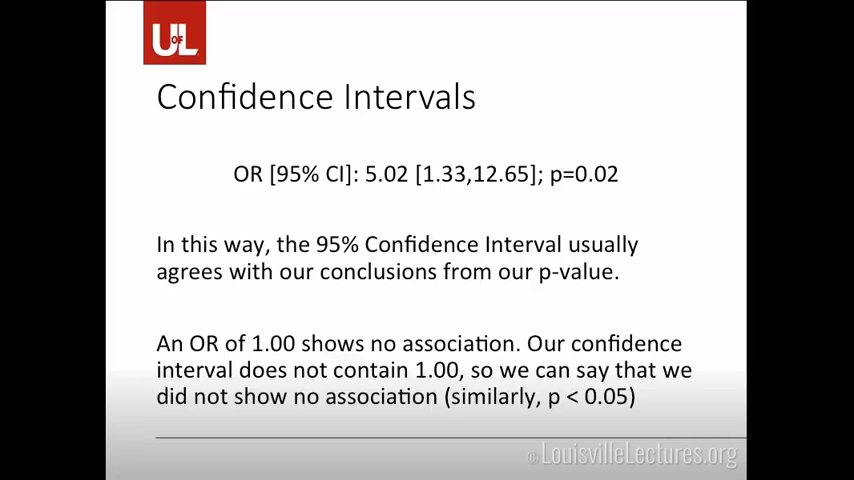 UofL
Confidence Intervals
OR [95% CI]: 5.02 [1.33,12.65]; p=0.02
In this way, the 95% Confidence Interval usually
agrees with our conclusions from our p-value.
An OR of 1.00 shows no association. Our confidence
interval does not contain 1.00, so we can say that we
did not show no association (similarly, p < 0.05)
© LouisvilleLectures.org